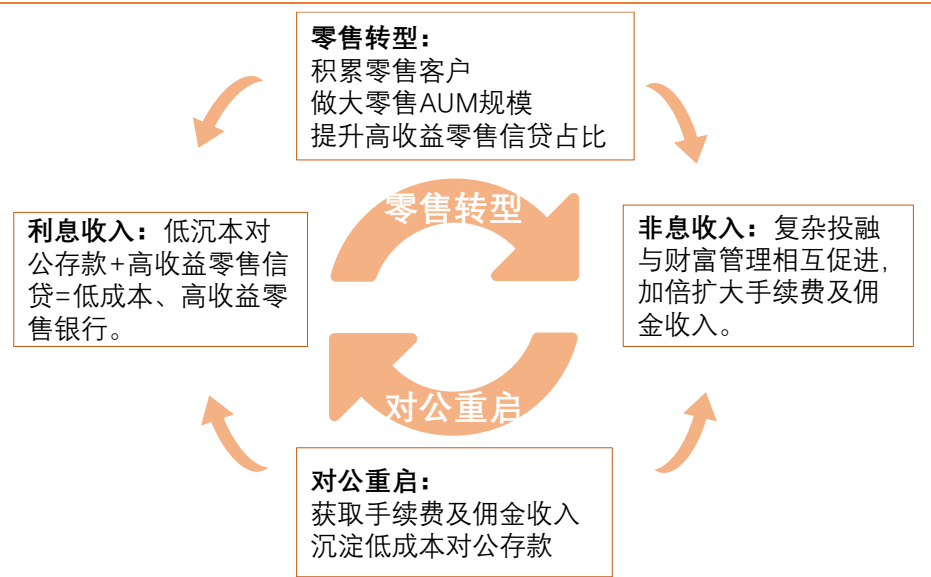 零售转型：
积累零售客户
做大零售AUM规模
提升高收益零售信贷占比
零售转型
利息收入：低沉本对
公存款+高收益零售信
贷=低成本、高收益零
售银行。
非息收入：复杂投融
与财富管理相互促进,
加倍扩大手续费及佣
金收入。
对公重启
对公重启：
获取手续费及佣金收入
沉淀低成本对公存款